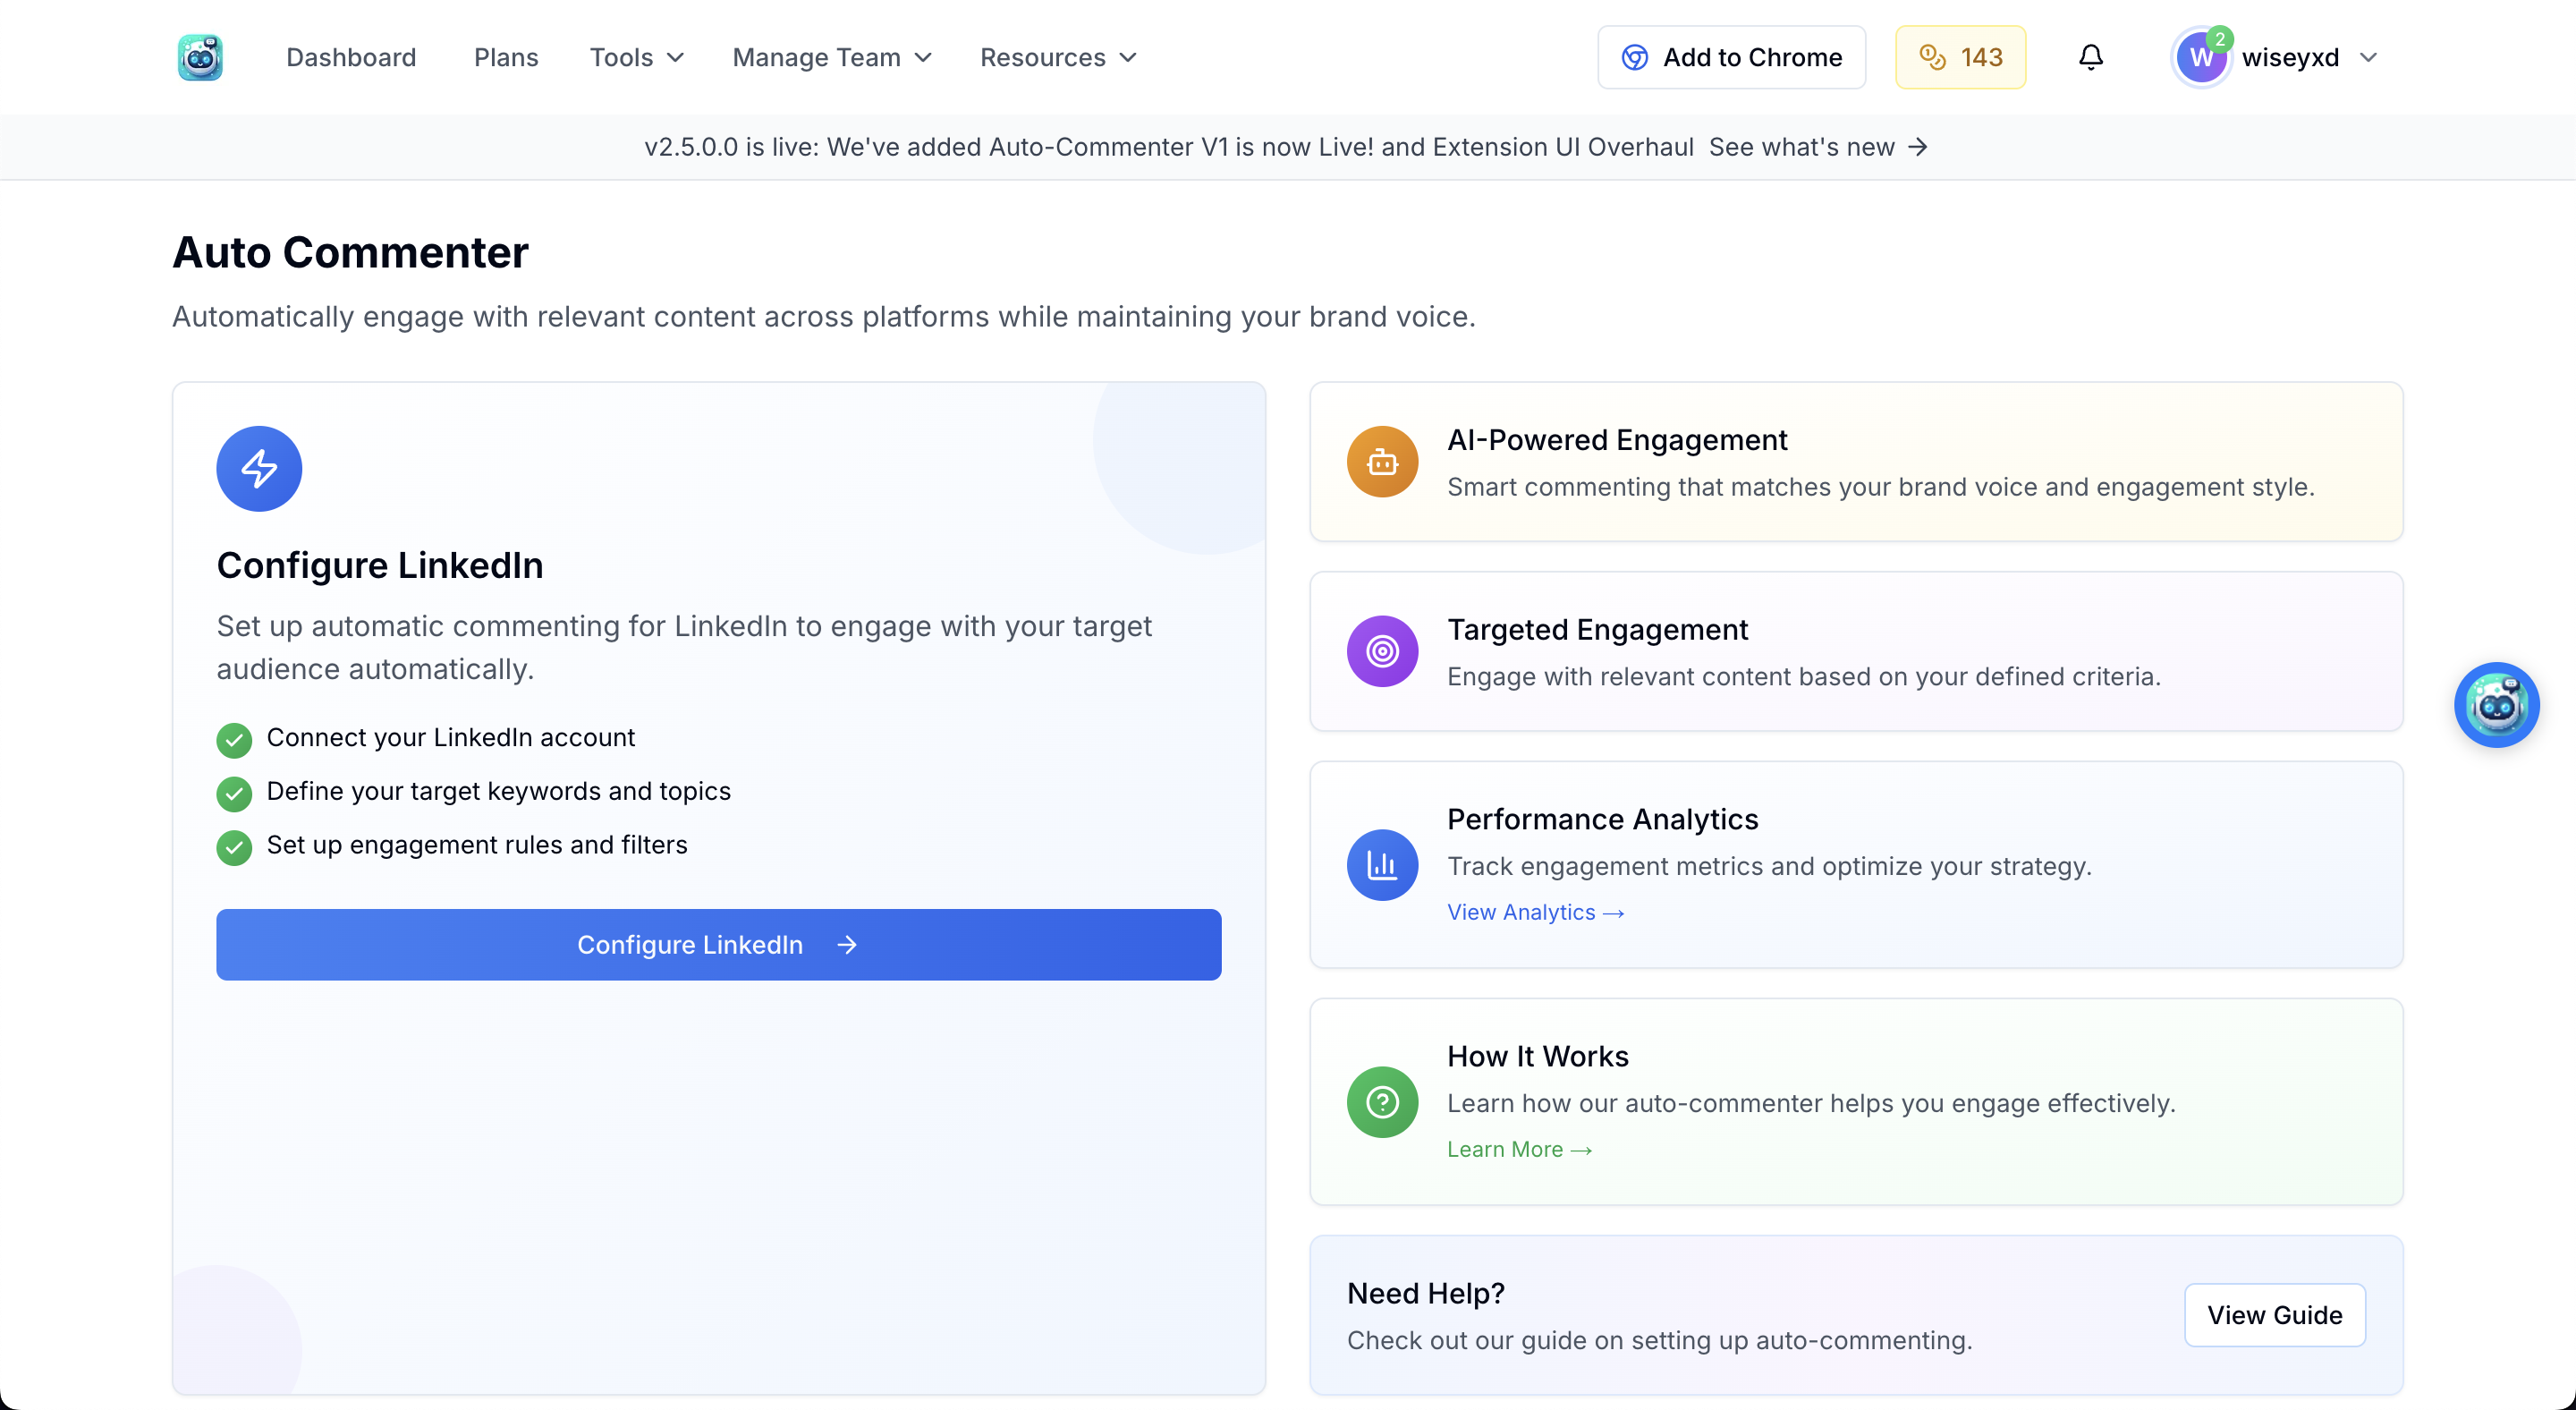 Dashboard
Plans
Tools
Manage Team
Resources
Add to Chrome
143
W
2
wiseyxd
v2.5.0.0 is live: We've added Auto-Commenter V1 is now Live! and Extension UI Overhaul See what's new →
Auto Commenter
Automatically engage with relevant content across platforms while maintaining your brand voice.
Configure LinkedIn
Set up automatic commenting for LinkedIn to engage with your target
audience automatically.
Connect your LinkedIn account
Define your target keywords and topics
Set up engagement rules and filters
Configure LinkedIn →
AI-Powered Engagement
Smart commenting that matches your brand voice and engagement style.
Targeted Engagement
Engage with relevant content based on your defined criteria.
Performance Analytics
Track engagement metrics and optimize your strategy.
View Analytics →
How It Works
Learn how our auto-commenter helps you engage effectively.
Learn More →
Need Help?
Check out our guide on setting up auto-commenting.
View Guide